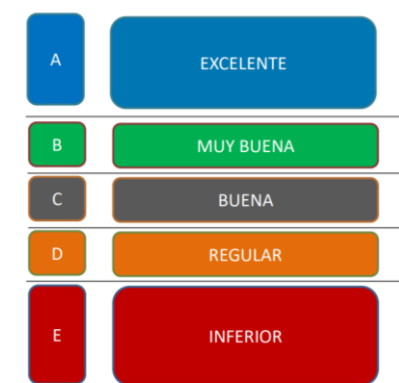 A EXCELENTE
B MUY BUENA
C BUENA
D REGULAR
E INFERIOR